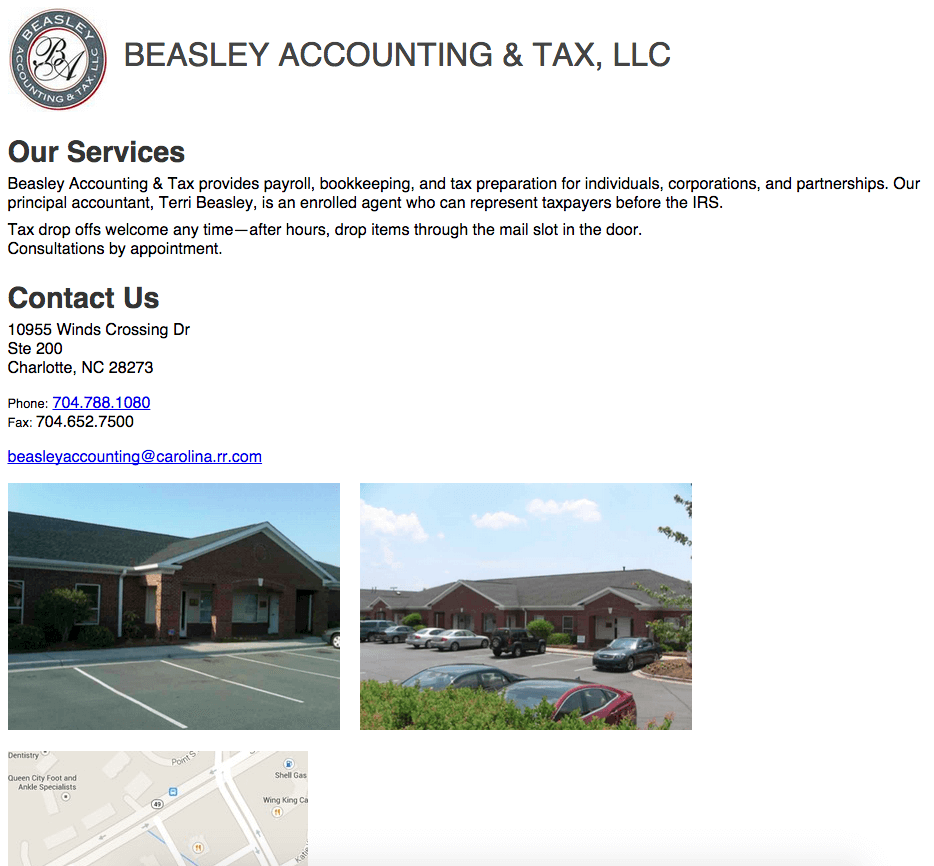 BEASLEY
ACCOUNTING & TAX, LLC
BA
BEASLEY ACCOUNTING & TAX, LLC
Our Services
Beasley Accounting & Tax provides payroll, bookkeeping, and tax preparation for individuals, corporations, and partnerships. Our
principal accountant, Terri Beasley, is an enrolled agent who can represent taxpayers before the IRS.
Tax drop offs welcome any time—after hours, drop items through the mail slot in the door.
Consultations by appointment.
Contact Us
10955 Winds Crossing Dr
Ste 200
Charlotte, NC 28273
Phone: 704.788.1080
Fax: 704.652.7500
beasleyaccounting@carolina.rr.com
Dentistry
Point S
Queen City Foot and
Ankle Specialists
49
Shell Gas
Wing King Ca
Katie